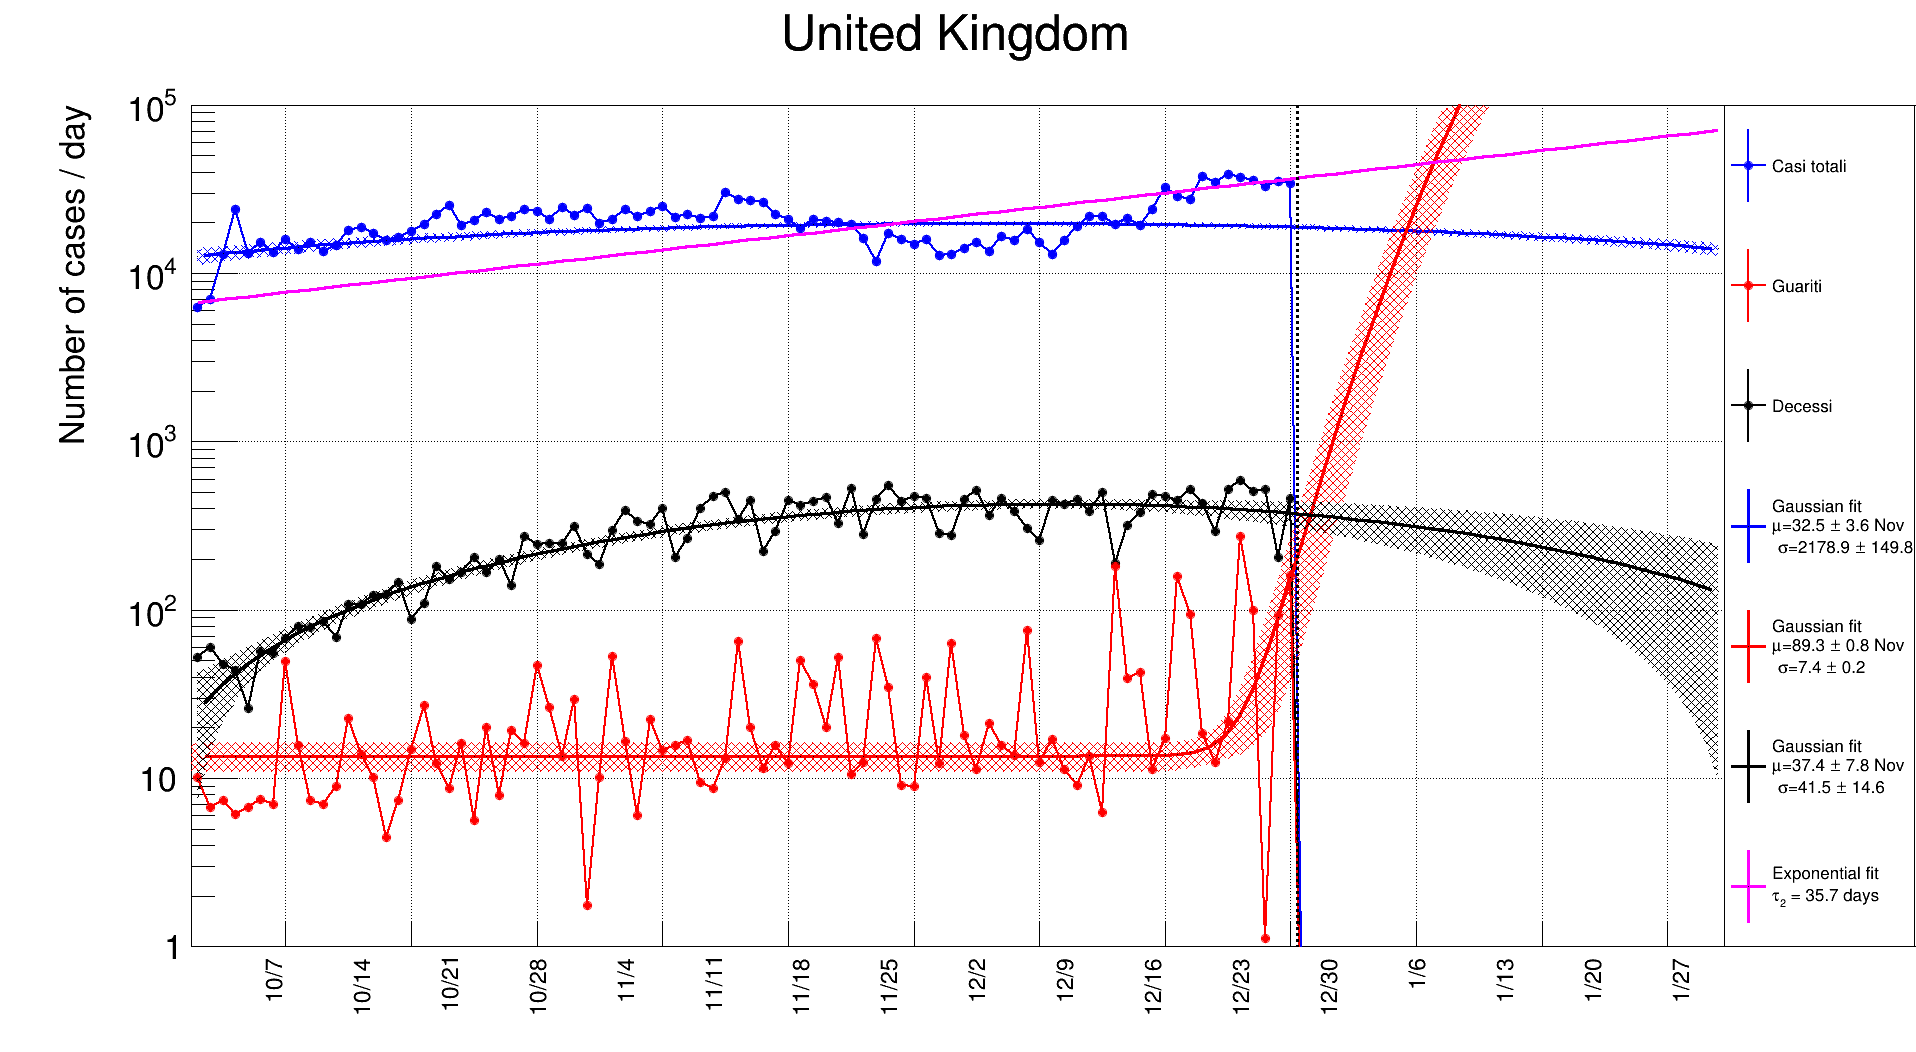 United Kingdom
Number of cases / day
10^5
10^4
10^3
10^2
10
1
10/7
10/14
10/21
10/28
11/4
11/11
11/18
11/25
12/2
12/9
12/16
12/23
12/30
1/6
1/13
1/20
1/27
Casi totali
Guariti
Decessi
Gaussian fit
μ=32.5 ± 3.6 Nov
σ=2178.9 ± 149.8
Gaussian fit
μ=89.3 ± 0.8 Nov
σ=7.4 ± 0.2
Gaussian fit
μ=37.4 ± 7.8 Nov
σ=41.5 ± 14.6
Exponential fit
τ₂ = 35.7 days